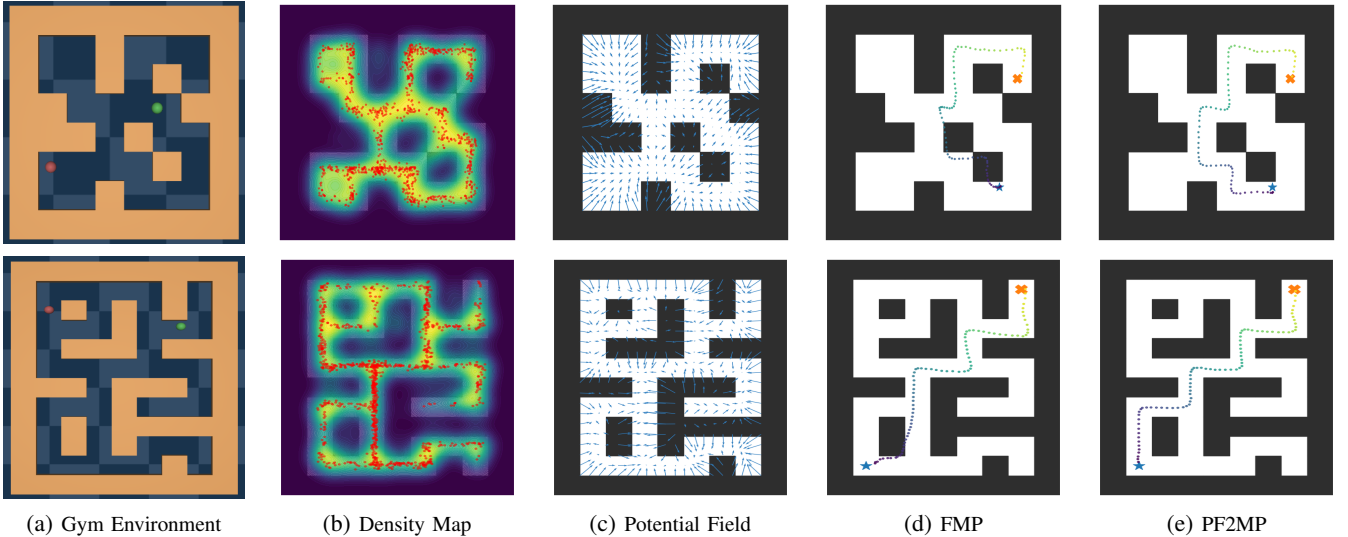 (a) Gym Environment
(b) Density Map
(c) Potential Field
(d) FMP
(e) PF2MP